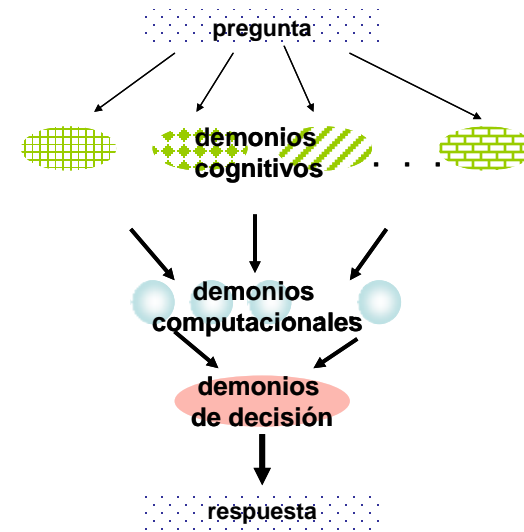 pregunta
demonios
cognitivos
. . .
demonios
computacionales
demonios
de decisión
respuesta